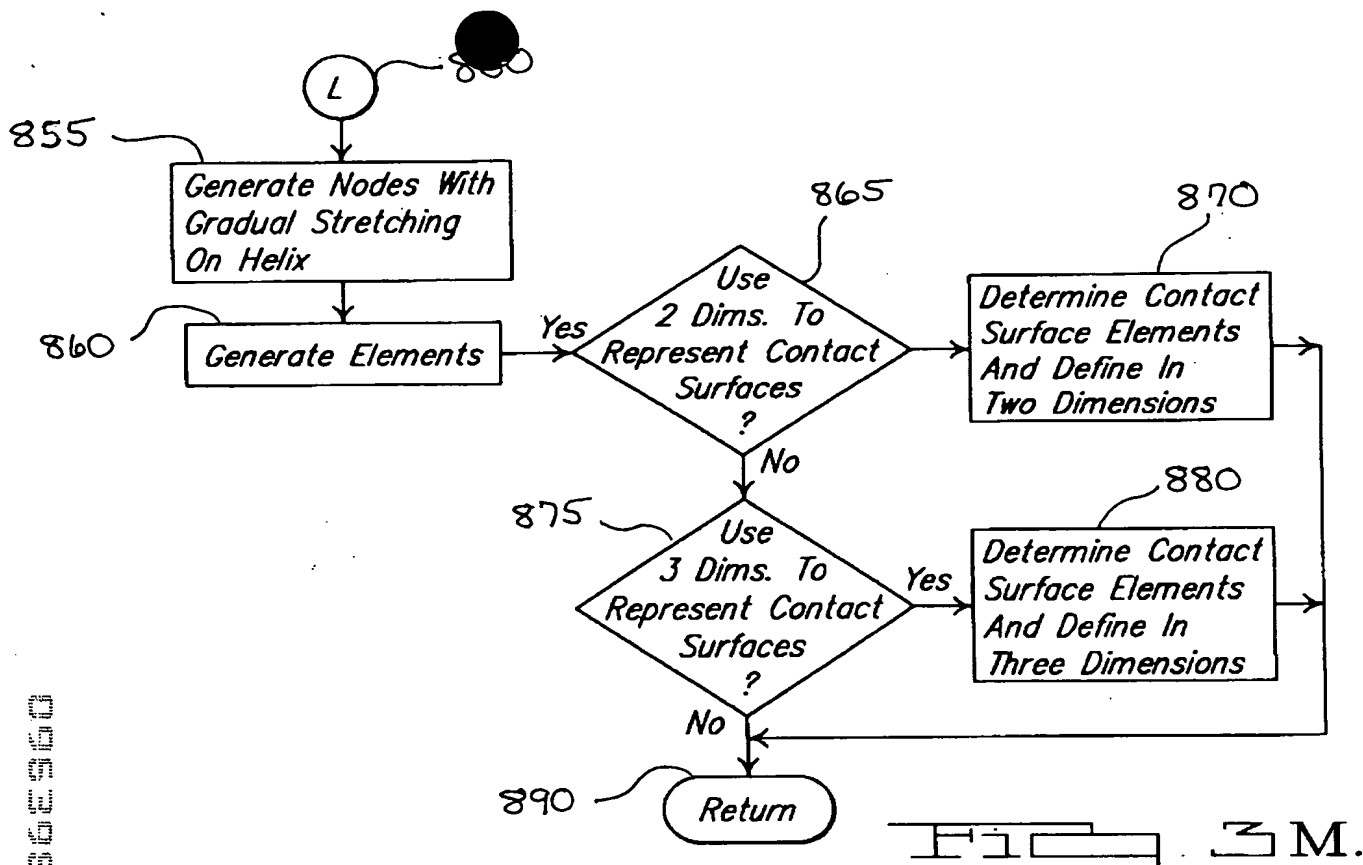 L
855
Generate Nodes With
Gradual Stretching
On Helix
860
Generate Elements
Yes
865
Use
2 Dims. To
Represent Contact
Surfaces
?
No
870
Determine Contact
Surface Elements
And Define In
Two Dimensions
875
Use
3 Dims. To
Represent Contact
Surfaces
?
Yes
No
880
Determine Contact
Surface Elements
And Define In
Three Dimensions
890
Return
3 M.